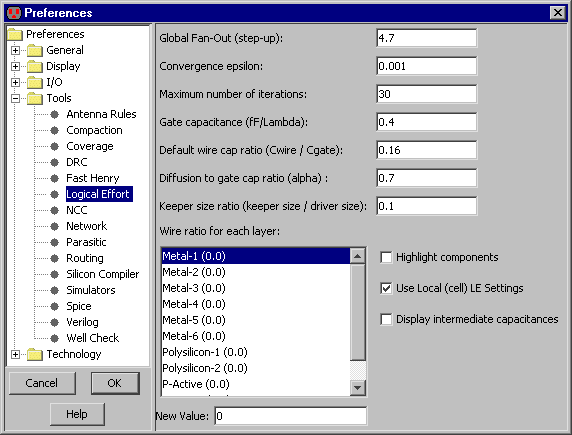 Preferences
Preferences
General
Display
I/O
Tools
Antenna Rules
Compaction
Coverage
DRC
Fast Henry
Logical Effort
NCC
Network
Parasitic
Routing
Silicon Compiler
Simulators
Spice
Verilog
Well Check
Technology
Cancel
OK
Help
Global Fan-Out (step-up): 4.7
Convergence epsilon: 0.001
Maximum number of iterations: 30
Gate capacitance (fF/Lambda): 0.4
Default wire cap ratio (Cwire / Cgate): 0.16
Diffusion to gate cap ratio (alpha) : 0.7
Keeper size ratio (keeper size / driver size): 0.1
Wire ratio for each layer:
Metal-1 (0.0)
Metal-2 (0.0)
Metal-3 (0.0)
Metal-4 (0.0)
Metal-5 (0.0)
Metal-6 (0.0)
Polysilicon-1 (0.0)
Polysilicon-2 (0.0)
P-Active (0.0)
Highlight components
Use Local (cell) LE Settings
Display intermediate capacitances
New Value: 0